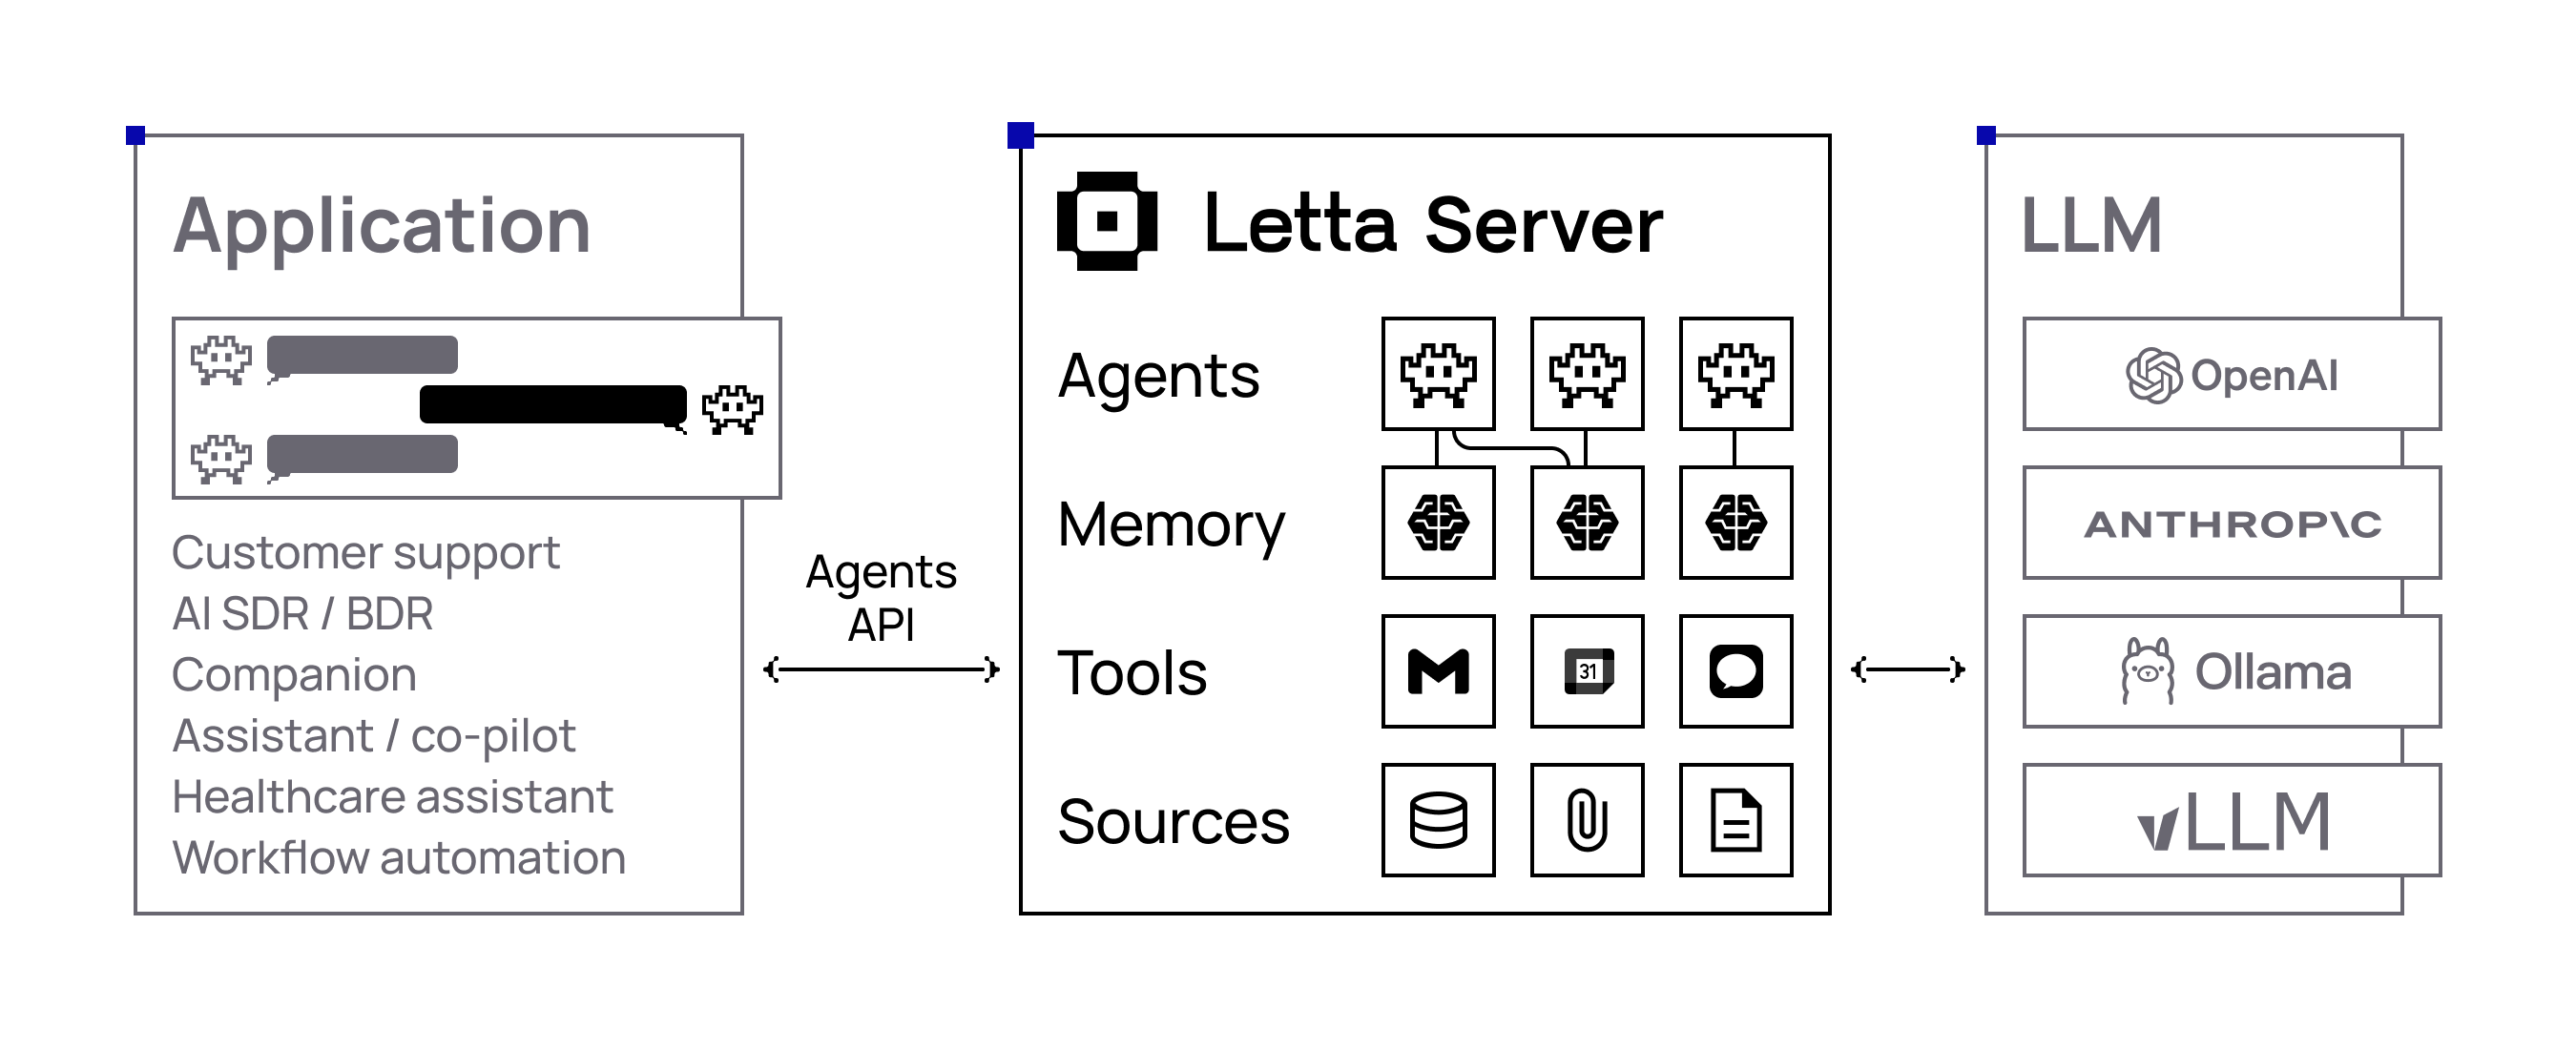 Application
Customer support
AI SDR / BDR
Companion
Assistant / co-pilot
Healthcare assistant
Workflow automation
Agents
API
Letta Server
Agents
Memory
Tools
31
Sources
LLM
OpenAI
ANTHROP\C
Ollama
vLLM